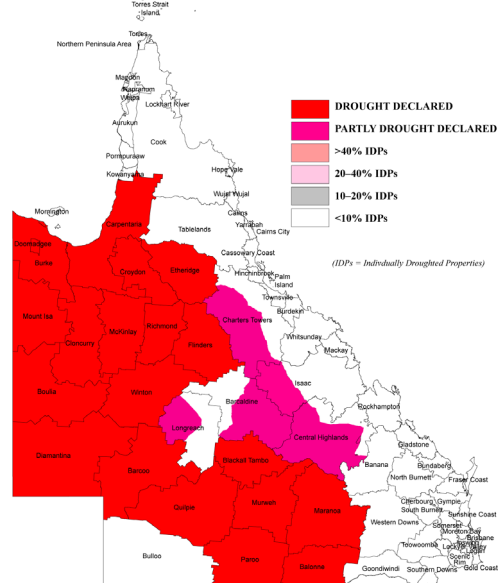 Torres Strait
Island
Torres
Northern Peninsula Area
Mapoon
Napranum
Weipa
Lockhart River
Aurukun
Cook
Pormpuraaw
Kowanyama
Hope Vale
Wujal Wujal
Mornington
Carpentaria
Cairns
Yarrabah
Cairns City
Tablelands
Doomadgee
Burke
Cassowary Coast
Croydon
Etheridge
Hinchinbrook
Palm
Island
Townsville
Burdekin
Mount Isa
Cloncurry
McKinlay
Richmond
Flinders
Charters Towers
Whitsunday
Mackay
Boulia
Winton
Isaac
Barcaldine
Rockhampton
Longreach
Central Highlands
Gladstone
Diamantina
Barcoo
Blackall Tambo
Banana
Bundaberg
North Burnett
Fraser Coast
Quilpie
Murweh
Maranoa
Cherbourg
Gympie
South Burnett
Sunshine Coast
Western Downs
Somerset
Moreton Bay
Brisbane
Toowoomba
Logan
Scenic
Rim
Gold Coast
Bulloo
Paroo
Balonne
Goondiwindi
Southern Downs
DROUGHT DECLARED
PARTLY DROUGHT DECLARED
>40% IDPs
20–40% IDPs
10–20% IDPs
<10% IDPs
(IDPs = Indivdually Droughted Properties)